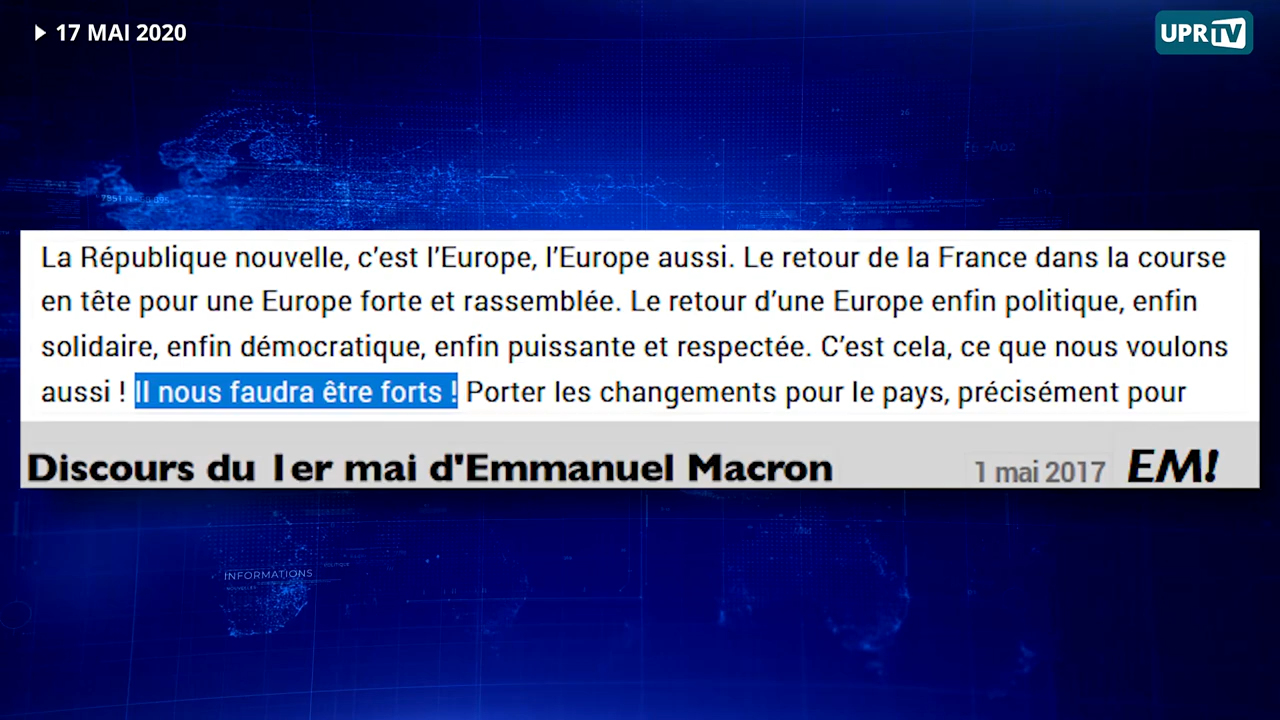 17 MAI 2020
UPR TV
La République nouvelle, c’est l’Europe, l’Europe aussi. Le retour de la France dans la course
en tête pour une Europe forte et rassemblée. Le retour d’une Europe enfin politique, enfin
solidaire, enfin démocratique, enfin puissante et respectée. C’est cela, ce que nous voulons
aussi ! Il nous faudra être forts ! Porter les changements pour le pays, précisément pour
Discours du 1er mai d'Emmanuel Macron
1 mai 2017
EM!
INFORMATIONS